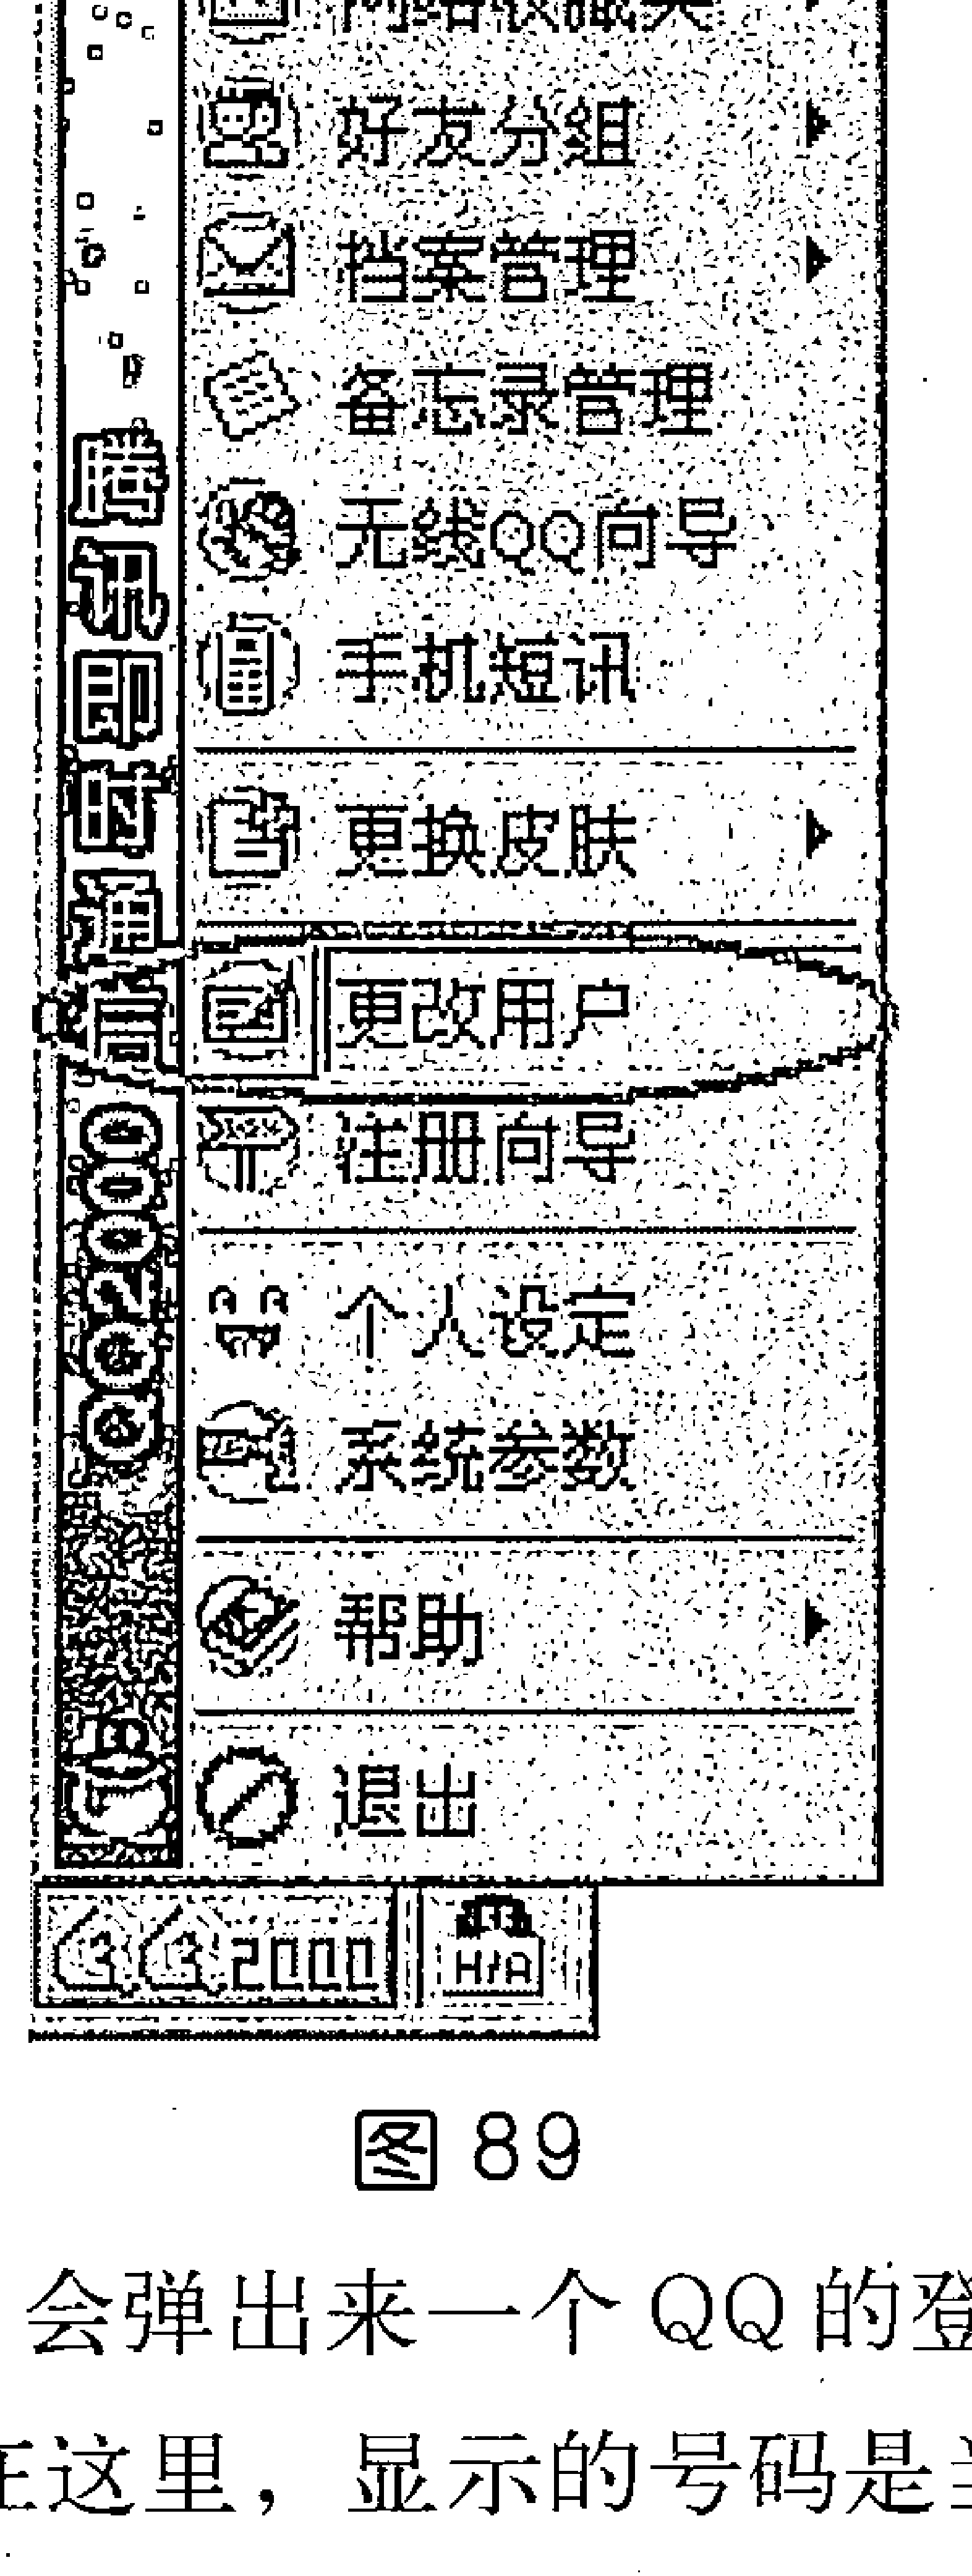 好友分组
档案管理
备忘录管理
无线QQ向导
手机短讯
更换皮肤
更改用户
注册向导
个人设定
系统参数
帮助
退出
腾讯即时通讯
QQ2000
QQ2000
图 89
会弹出来一个 QQ 的登
在这里，显示的号码是当